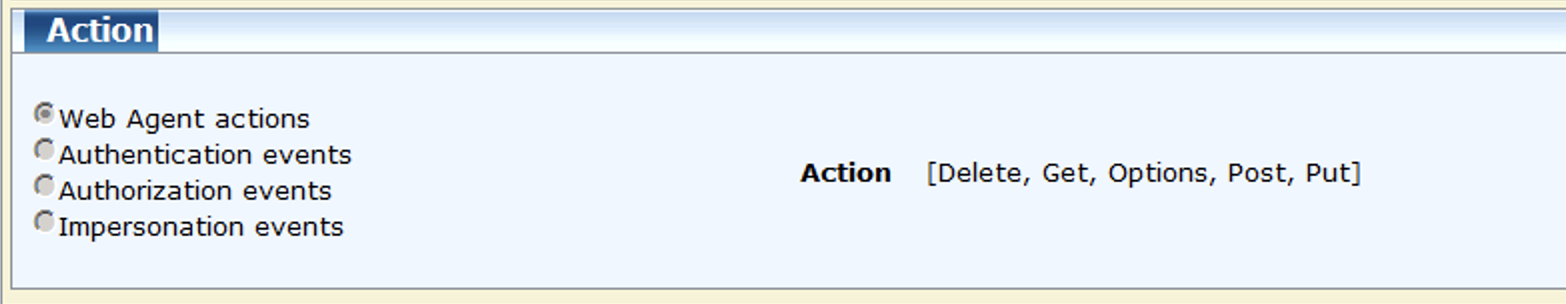 Action
Web Agent actions
Authentication events
Authorization events
Impersonation events
Action [Delete, Get, Options, Post, Put]